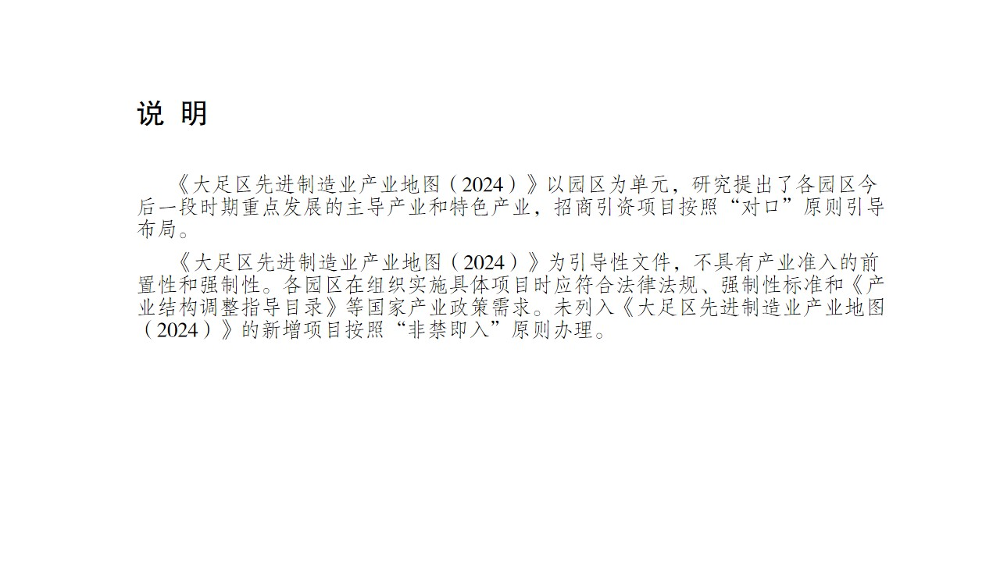 说 明
《大足区先进制造业产业地图（2024）》以园区为单元，研究提出了各园区今
后一段时期重点发展的主导产业和特色产业，招商引资项目按照“对口”原则引导
布局。
《大足区先进制造业产业地图（2024）》为引导性文件，不具有产业准入的前
置性和强制性。各园区在组织实施具体项目时应符合法律法规、强制性标准和《产
业结构调整指导目录》等国家产业政策需求。未列入《大足区先进制造业产业地图
（2024）》的新增项目按照“非禁即入”原则办理。